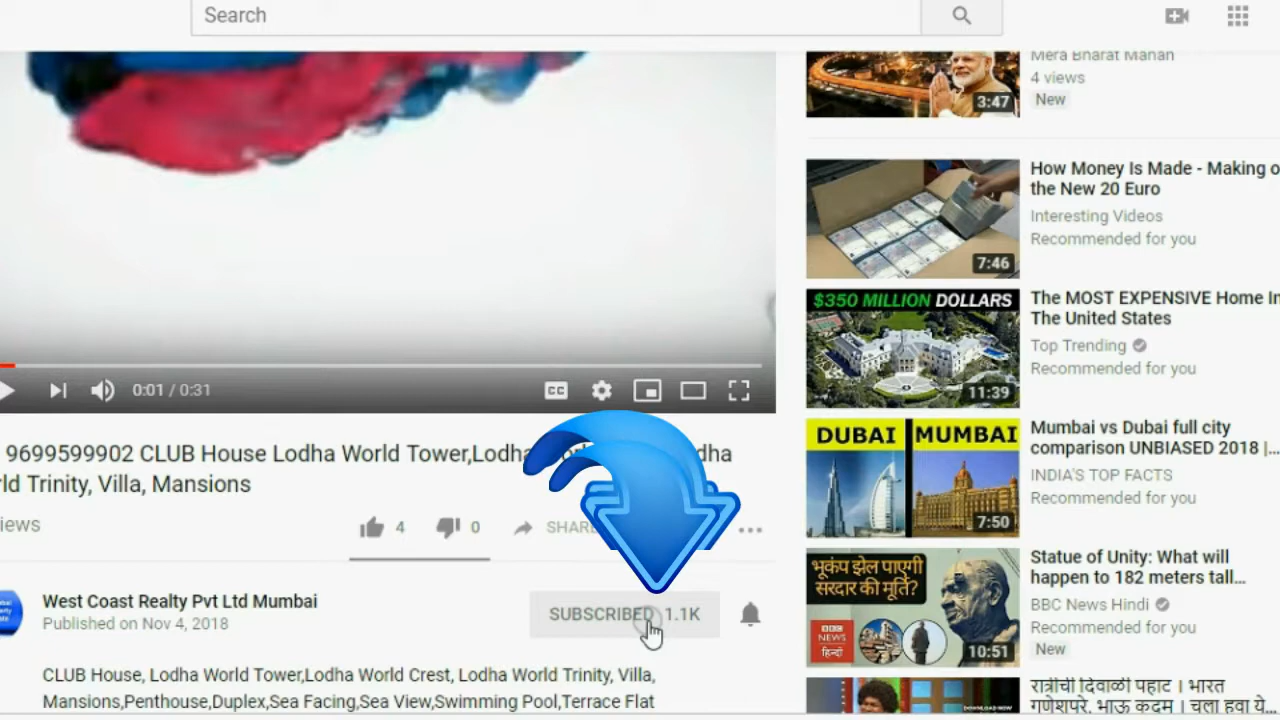 Search
0:01 / 0:31
CC
9699599902 CLUB House Lodha World Tower,Lodha
dha
ld Trinity, Villa, Mansions
iews
4
0
SHARE
West Coast Realty Pvt Ltd Mumbai
Published on Nov 4, 2018
SUBSCRIBED 1.1K
CLUB House, Lodha World Tower,Lodha World Crest, Lodha World Trinity, Villa,
Mansions,Penthouse,Duplex,Sea Facing,Sea View,Swimming Pool,Terrace Flat
3:47
Mera Bharat Mahan
4 views
New
7:46
How Money Is Made - Making o
the New 20 Euro
Interesting Videos
Recommended for you
$350 MILLION DOLLARS
11:39
The MOST EXPENSIVE Home In
The United States
Top Trending
Recommended for you
DUBAI MUMBAI
7:50
Mumbai vs Dubai full city
comparison UNBIASED 2018 |...
INDIA'S TOP FACTS
Recommended for you
भूकंप झेल पाएगी
सरदार की मूर्ति?
BBC
NEWS
हिन्दी
10:51
Statue of Unity: What will
happen to 182 meters tall...
BBC News Hindi
Recommended for you
New
DOWNLOAD NOW
रात्रीची दिवाळी पहाट । भारत
गणेशपुरे, भाऊ कदम । चला हवा ये...